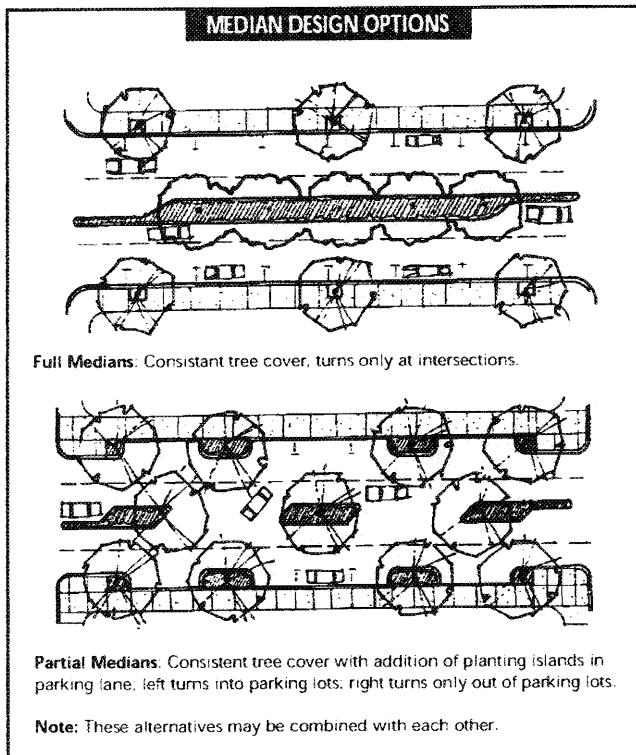 MEDIAN DESIGN OPTIONS
Full Medians: Consistant tree cover, turns only at intersections.
Partial Medians: Consistent tree cover with addition of planting islands in
parking lane; left turns into parking lots; right turns only out of parking lots.
Note: These alternatives may be combined with each other.